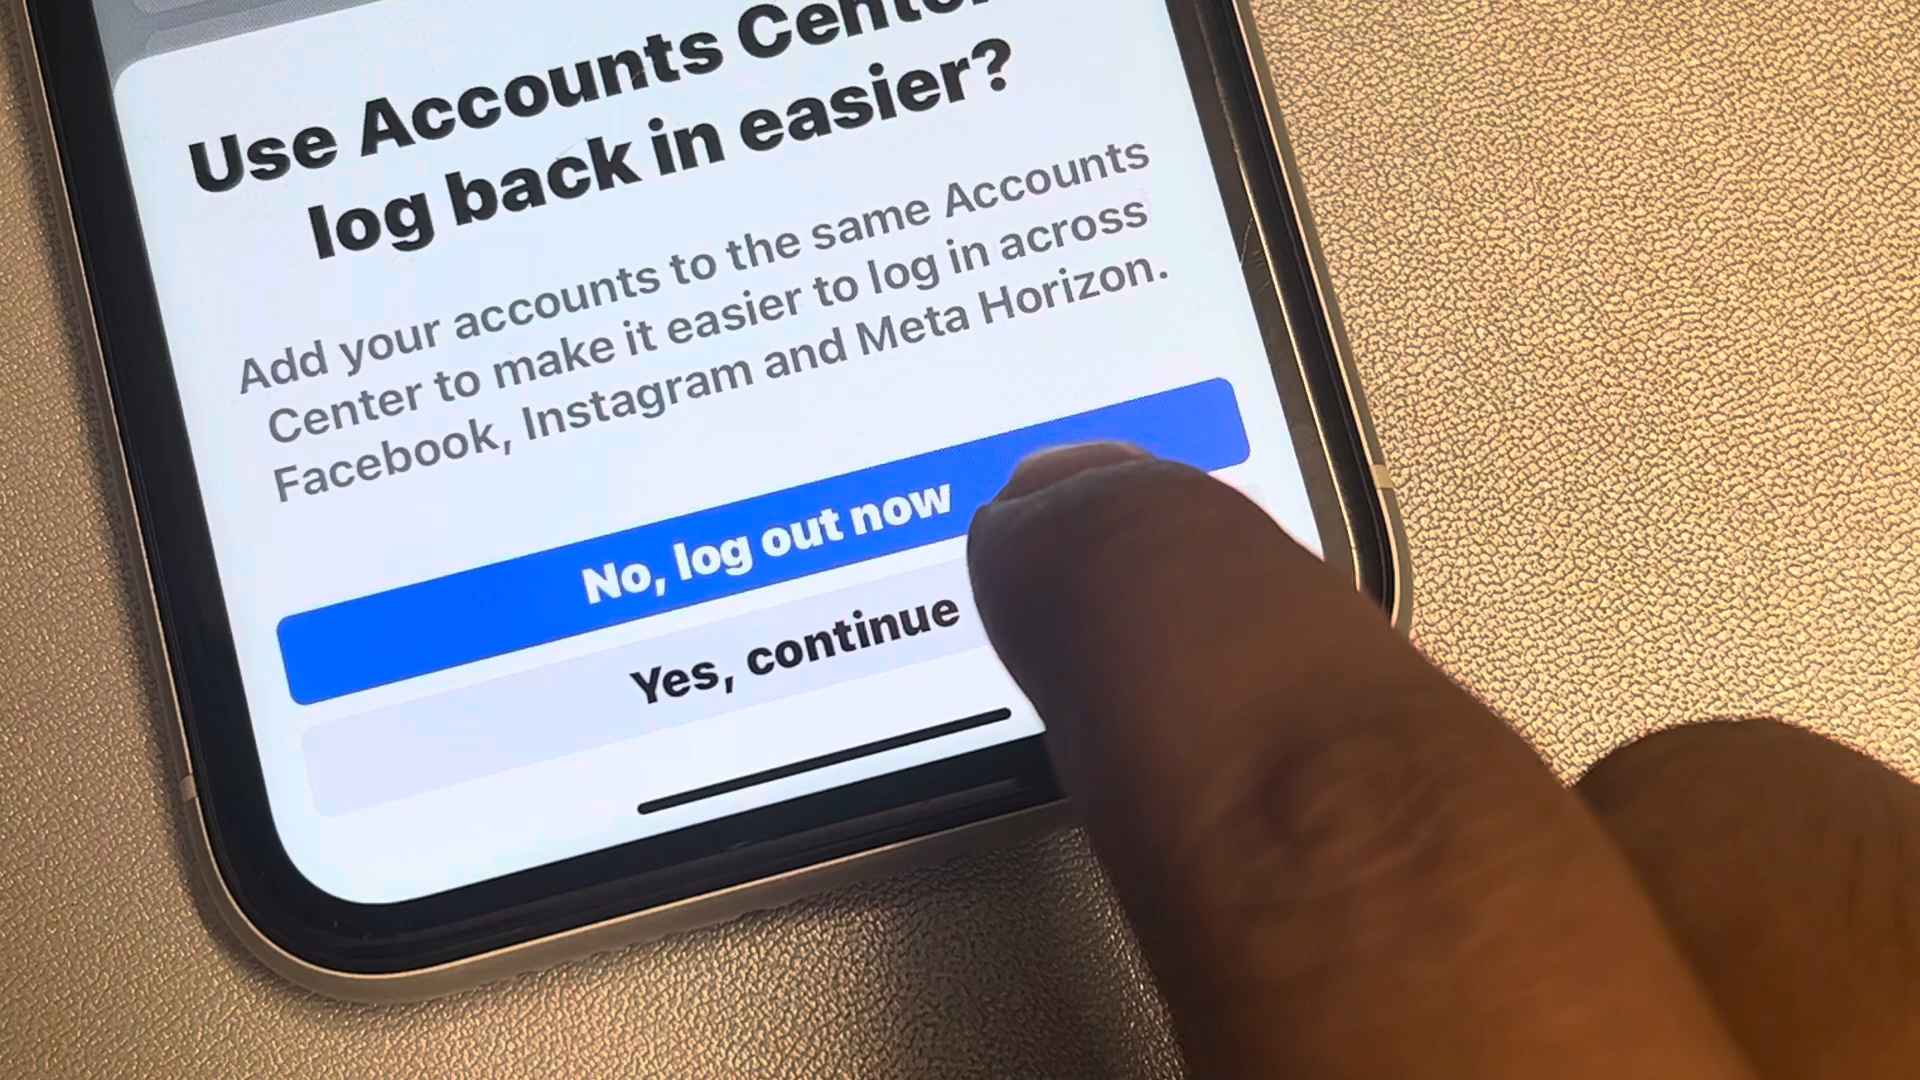 Use Accounts Center
log back in easier?
Add your accounts to the same Accounts
Center to make it easier to log in across
Facebook, Instagram and Meta Horizon.
No, log out now
Yes, continue